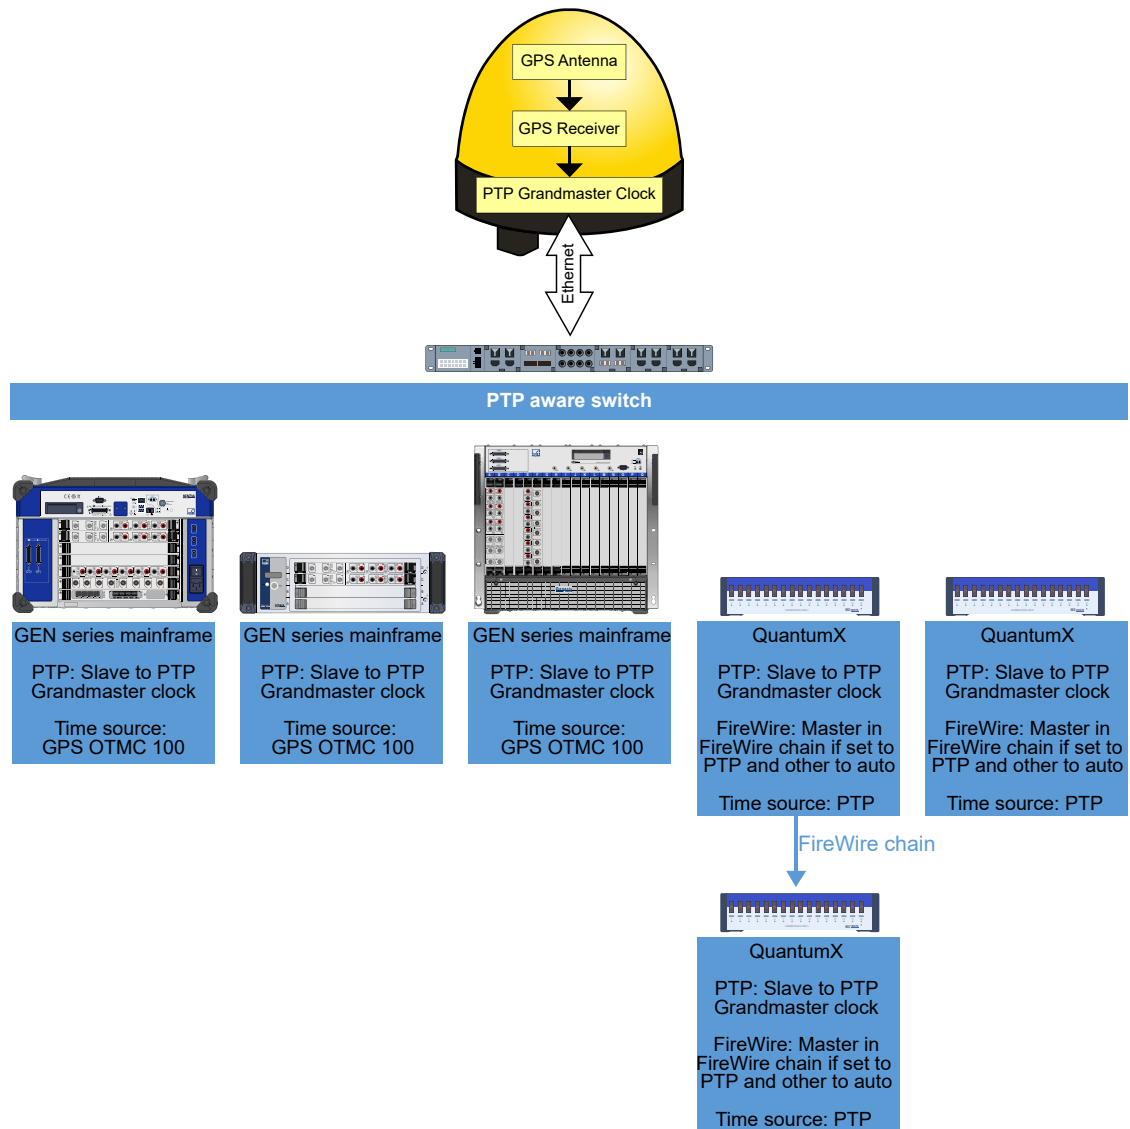 GPS Antenna
GPS Receiver
PTP Grandmaster Clock
Ethernet
PTP aware switch
GEN series mainframe
PTP: Slave to PTP
Grandmaster clock
Time source:
GPS OTMC 100
GEN series mainframe
PTP: Slave to PTP
Grandmaster clock
Time source:
GPS OTMC 100
GEN series mainframe
PTP: Slave to PTP
Grandmaster clock
Time source:
GPS OTMC 100
QuantumX
PTP: Slave to PTP
Grandmaster clock
FireWire: Master in
FireWire chain if set to
PTP and other to auto
Time source: PTP
QuantumX
PTP: Slave to PTP
Grandmaster clock
FireWire: Master in
FireWire chain if set to
PTP and other to auto
Time source: PTP
FireWire chain
QuantumX
PTP: Slave to PTP
Grandmaster clock
FireWire: Master in
FireWire chain if set to
PTP and other to auto
Time source: PTP